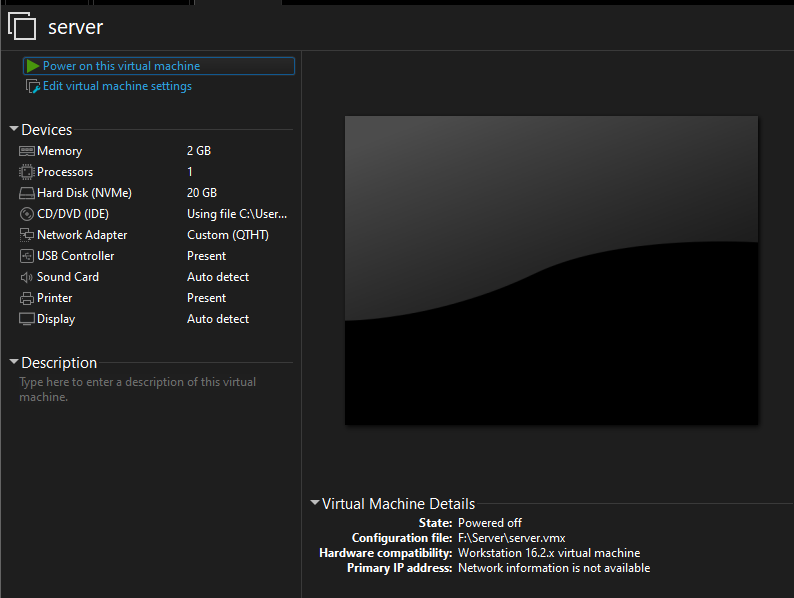 server
Power on this virtual machine
Edit virtual machine settings
Devices
Memory 2 GB
Processors 1
Hard Disk (NVMe) 20 GB
CD/DVD (IDE) Using file C:\User...
Network Adapter Custom (QTHT)
USB Controller Present
Sound Card Auto detect
Printer Present
Display Auto detect
Description
Type here to enter a description of this virtual
machine.
Virtual Machine Details
State: Powered off
Configuration file: F:\Server\server.vmx
Hardware compatibility: Workstation 16.2.x virtual machine
Primary IP address: Network information is not available